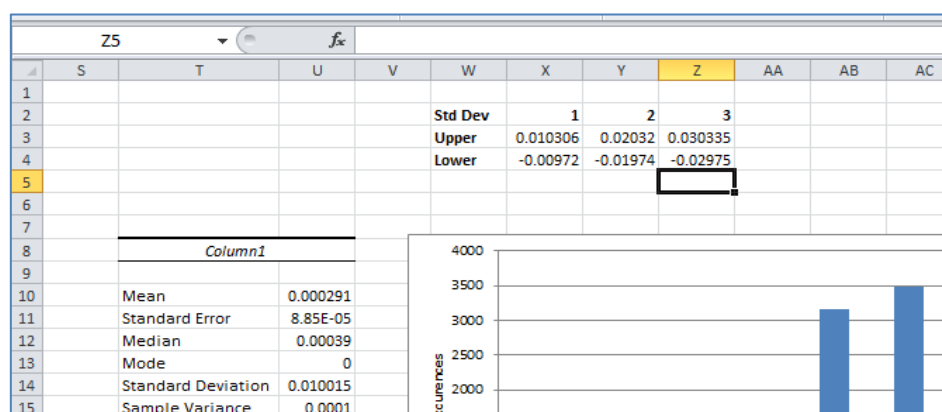 Z5 fx
S T U V W X Y Z AA AB AC
1
2 Std Dev 1 2 3
3 Upper 0.010306 0.02032 0.030335
4 Lower -0.00972 -0.01974 -0.02975
5
6
7
8 Column1 4000
9
10 Mean 0.000291 3500
11 Standard Error 8.85E-05 3000
12 Median 0.00039
13 Mode 0 2500
14 Standard Deviation 0.010015 2000
15 Sample Variance 0.0001